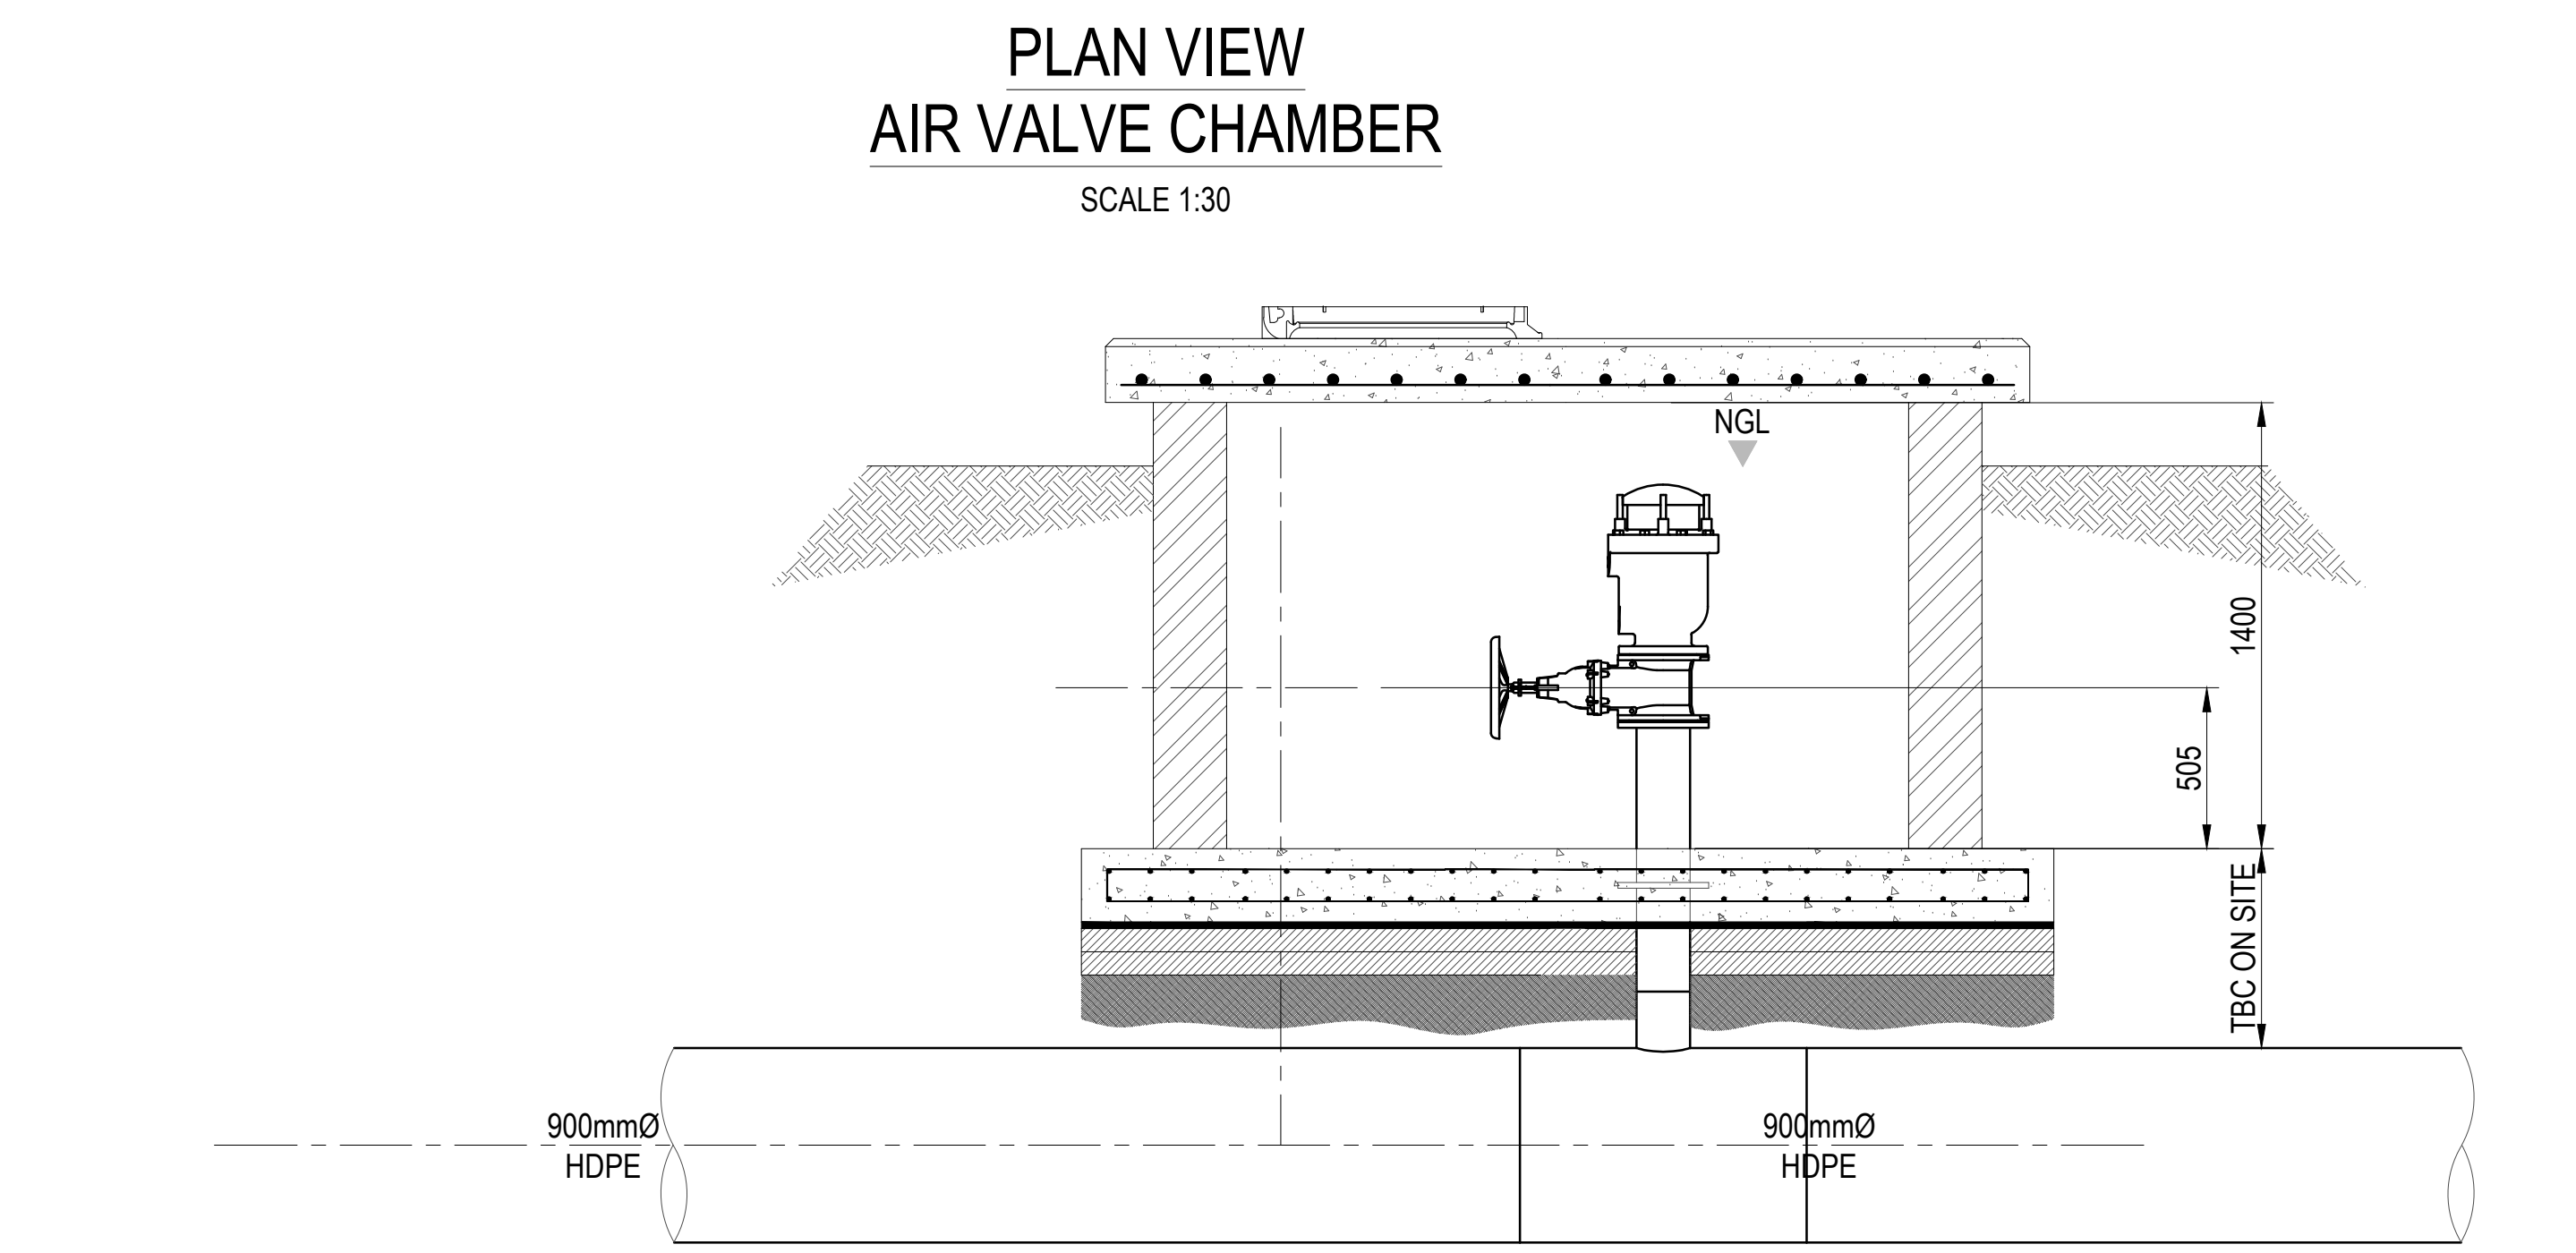 PLAN VIEW
AIR VALVE CHAMBER
SCALE 1:30
NGL
1400
505
TBC ON SITE
900mmØ
HDPE
900mmØ
HDPE